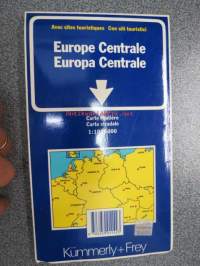 Avec sites touristiques Con siti turistici
Europe Centrale
Europa Centrale
Carte routière
Carta stradale
Kümmerly+Frey